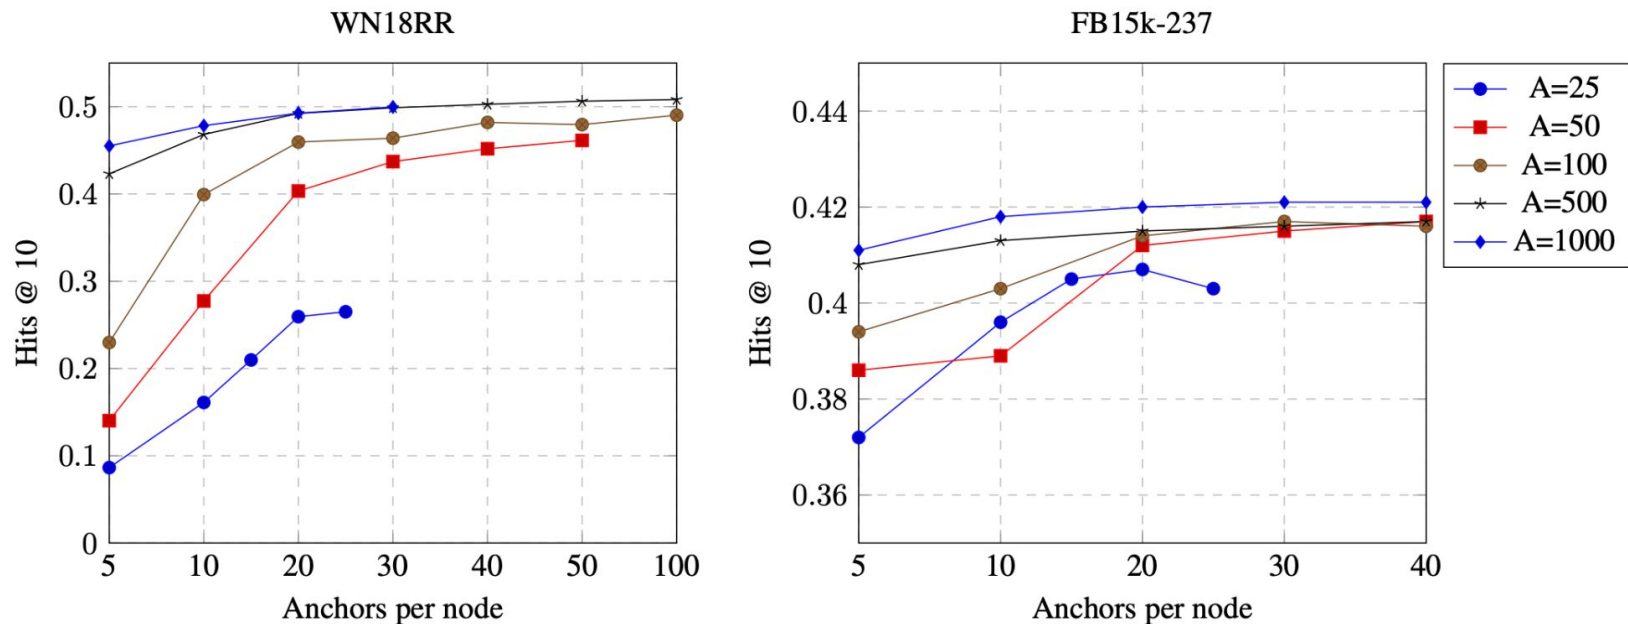 WN18RR
Hits @ 10
0.5
0.4
0.3
0.2
0.1
0
5 10 20 30 40 50 100
Anchors per node
FB15k-237
Hits @ 10
0.44
0.42
0.4
0.38
0.36
5 10 20 30 40
Anchors per node
A=25
A=50
A=100
A=500
A=1000